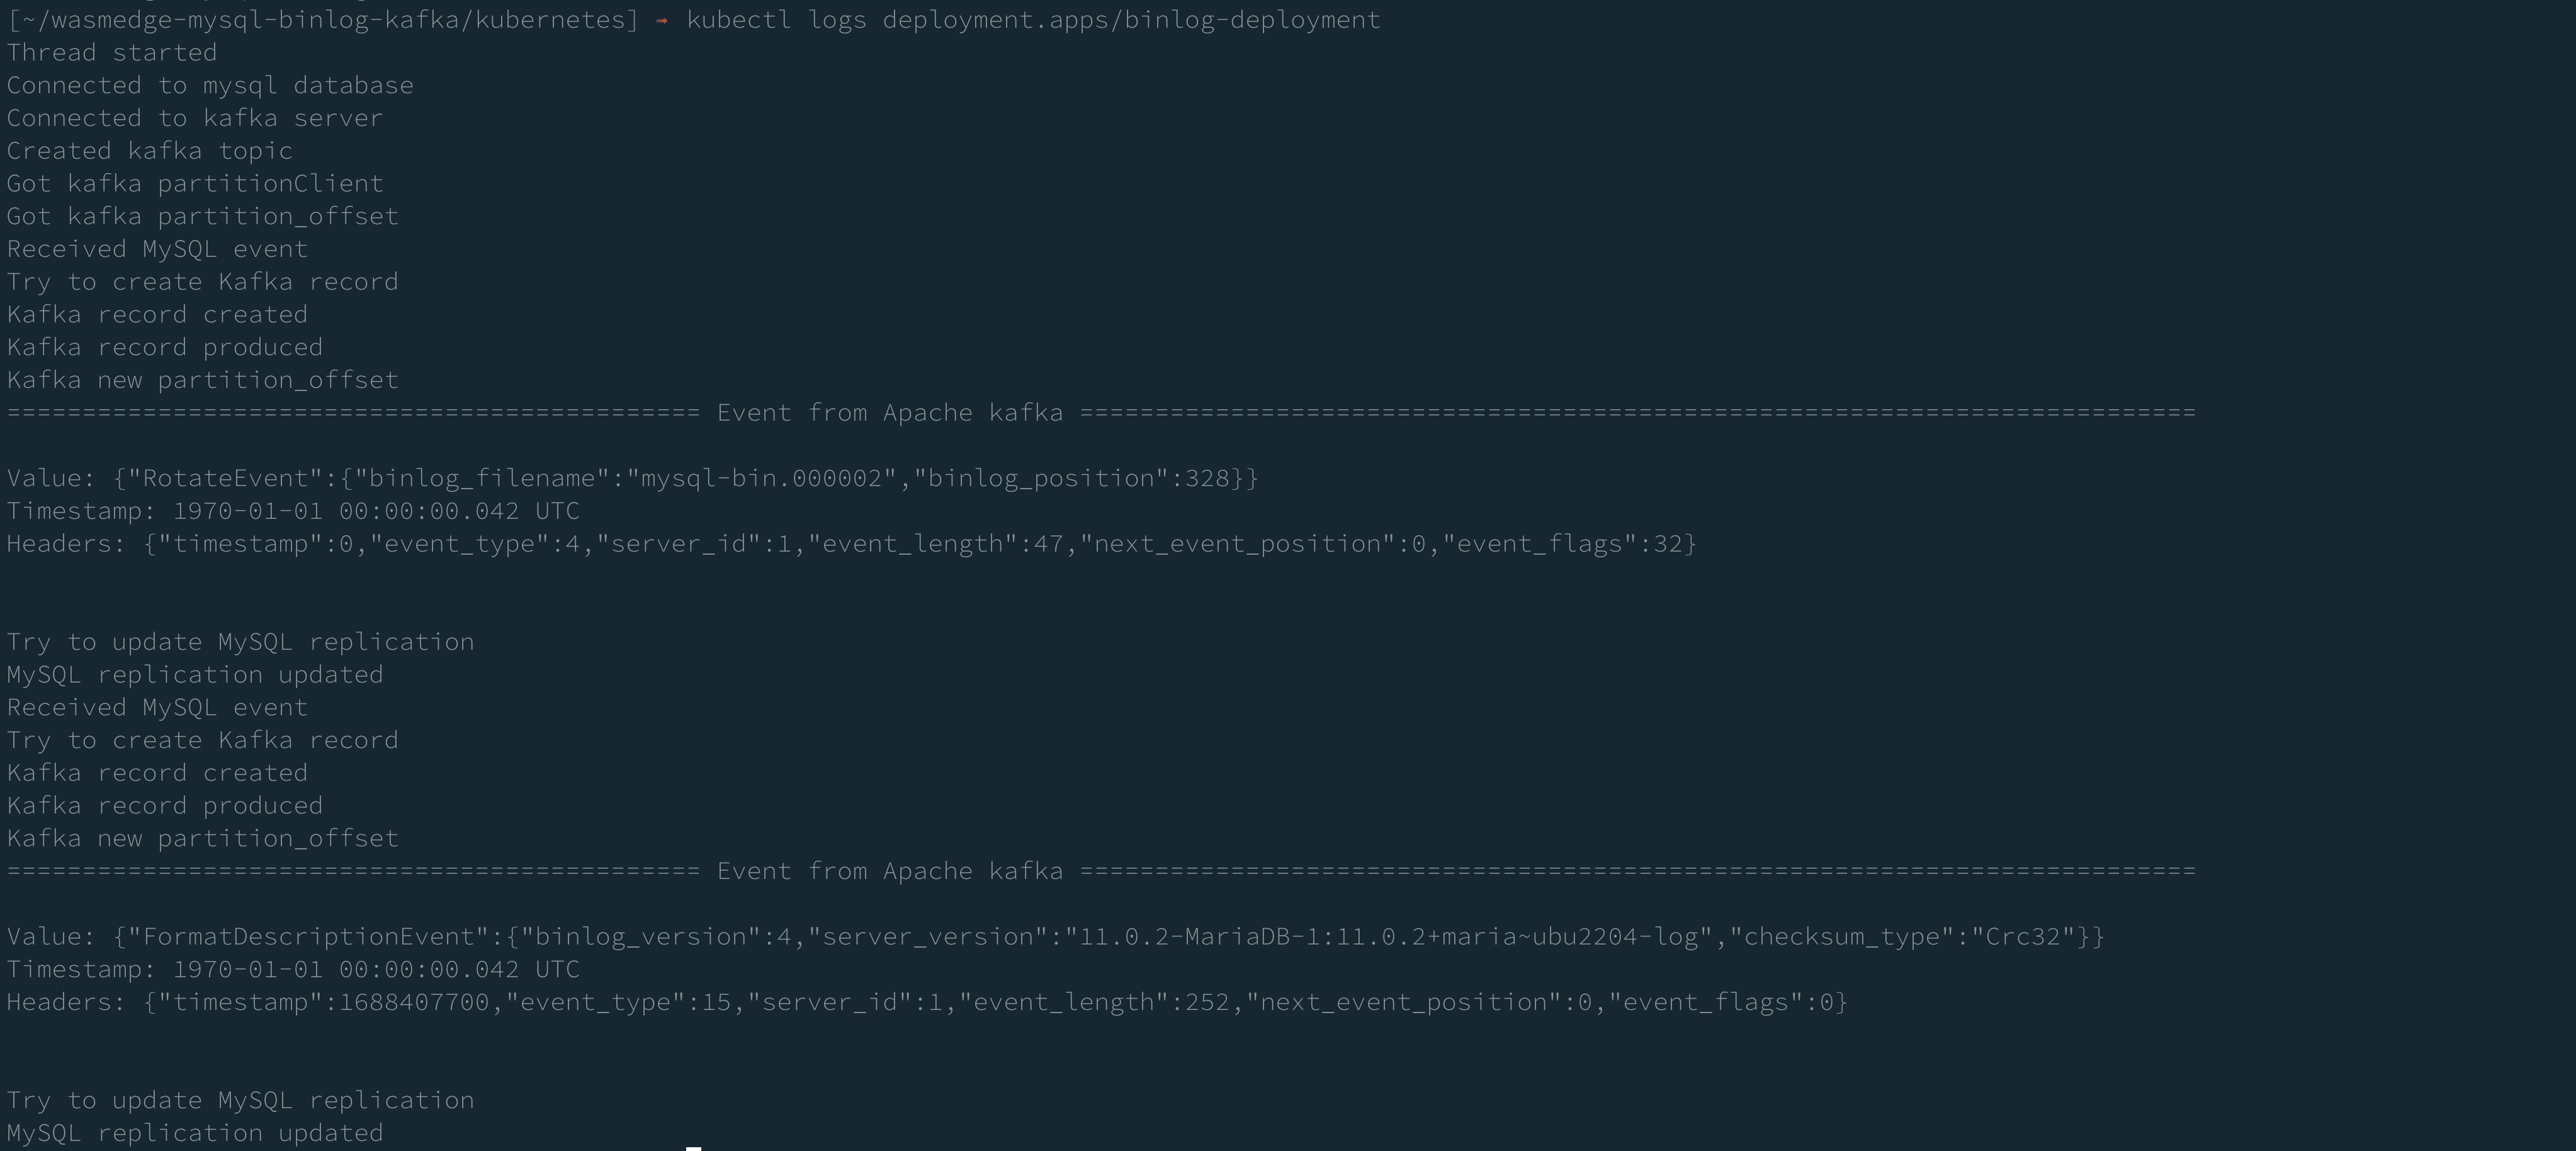 [~/wasmedge-mysql-binlog-kafka/kubernetes] → kubectl logs deployment.apps/binlog-deployment
Thread started
Connected to mysql database
Connected to kafka server
Created kafka topic
Got kafka partitionClient
Got kafka partition_offset
Received MySQL event
Try to create Kafka record
Kafka record created
Kafka record produced
Kafka new partition_offset
============================================== Event from Apache kafka ==========================================================================
Value: {"RotateEvent":{"binlog_filename":"mysql-bin.000002","binlog_position":328}}
Timestamp: 1970-01-01 00:00:00.042 UTC
Headers: {"timestamp":0,"event_type":4,"server_id":1,"event_length":47,"next_event_position":0,"event_flags":32}
Try to update MySQL replication
MySQL replication updated
Received MySQL event
Try to create Kafka record
Kafka record created
Kafka record produced
Kafka new partition_offset
============================================== Event from Apache kafka ==========================================================================
Value: {"FormatDescriptionEvent":{"binlog_version":4,"server_version":"11.0.2-MariaDB-1:11.0.2+maria~ubu2204-log","checksum_type":"Crc32"}}
Timestamp: 1970-01-01 00:00:00.042 UTC
Headers: {"timestamp":1688407700,"event_type":15,"server_id":1,"event_length":252,"next_event_position":0,"event_flags":0}
Try to update MySQL replication
MySQL replication updated